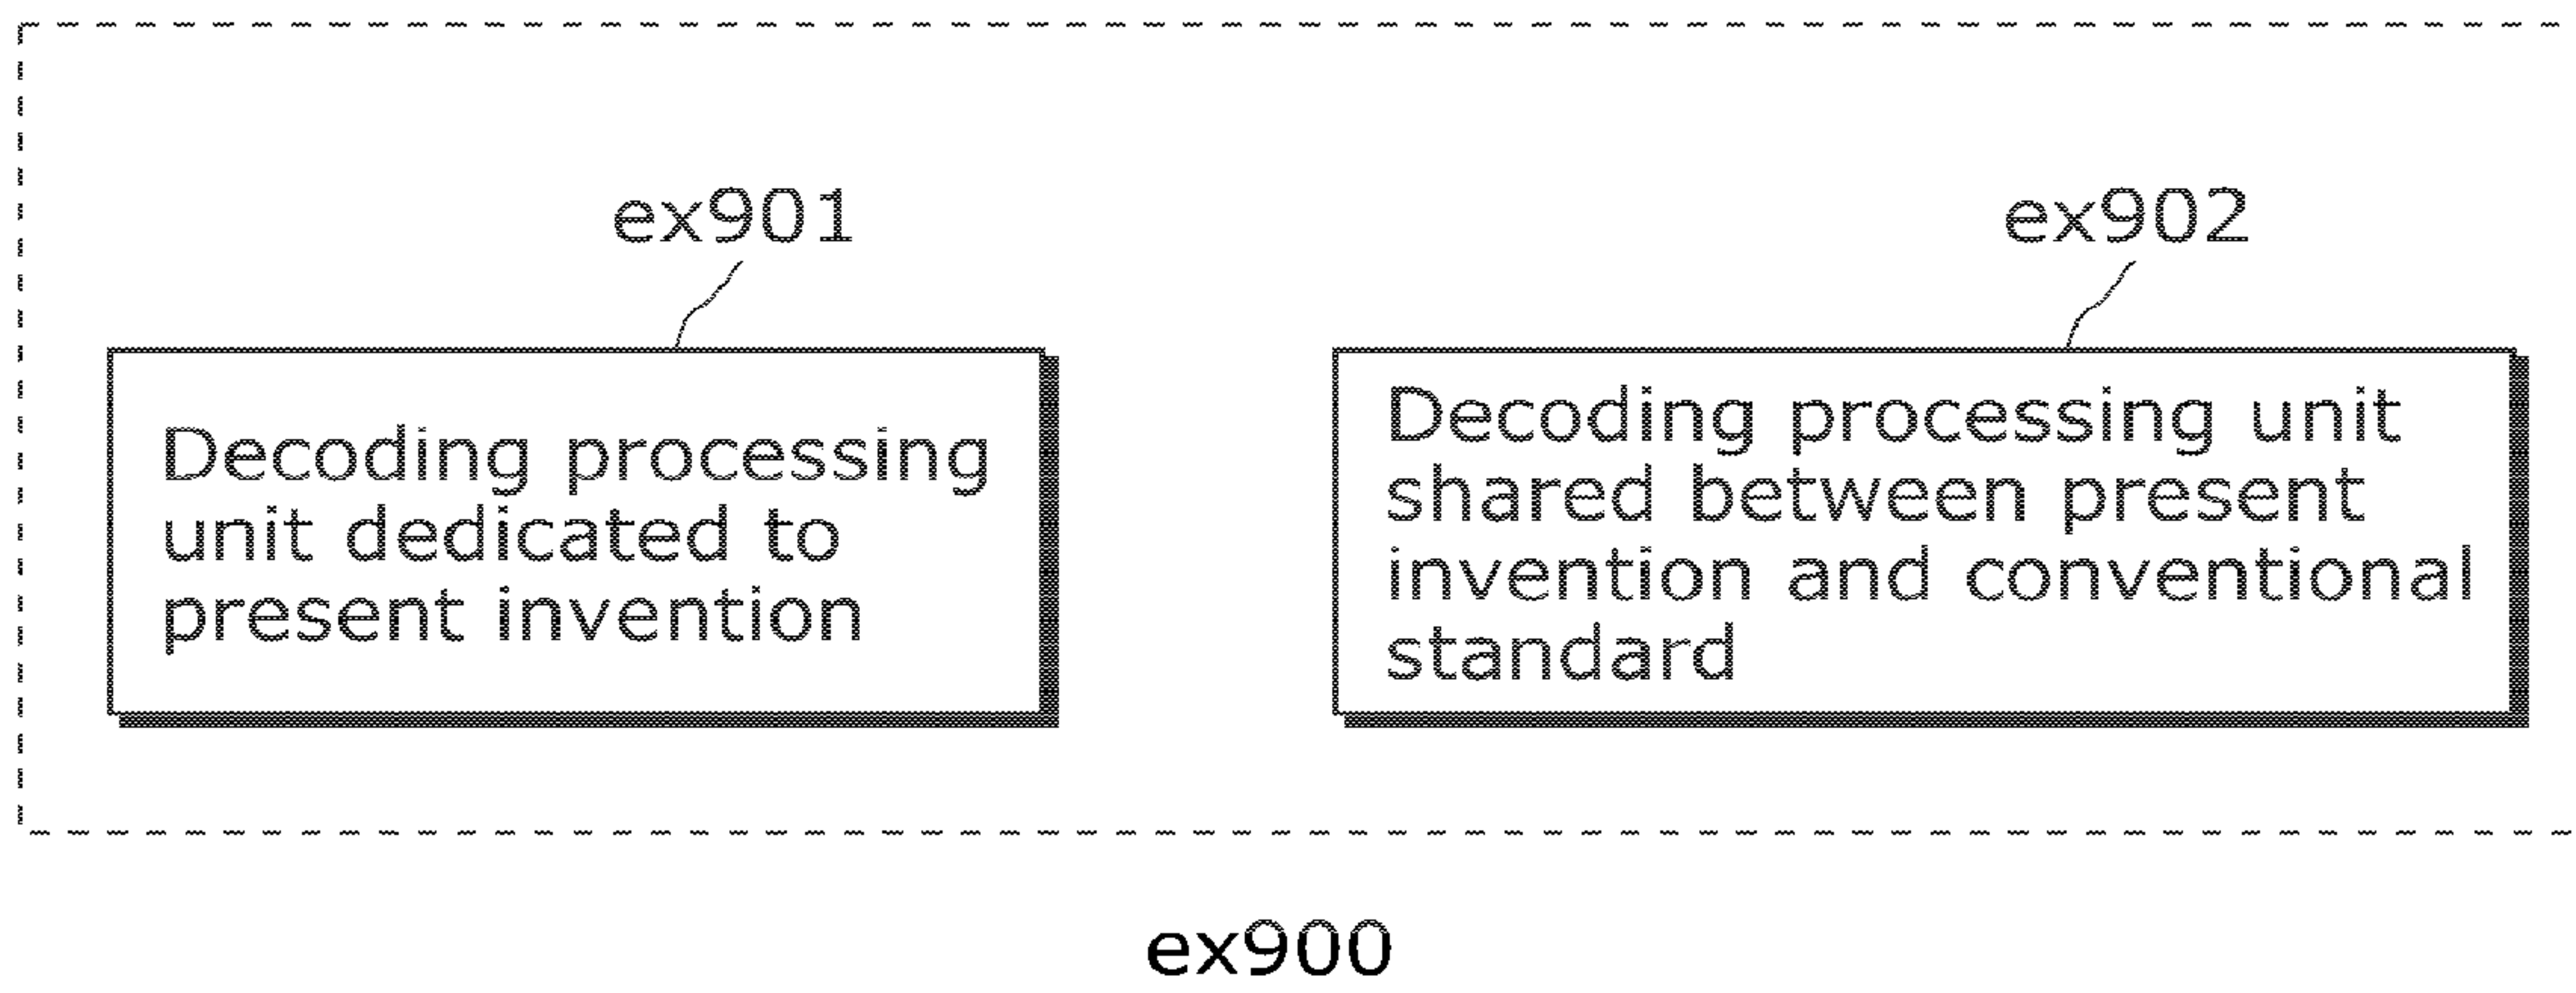 ex901
ex902
Decoding processing
unit dedicated to
present invention
Decoding processing unit
shared between present
invention and conventional
standard
ex900